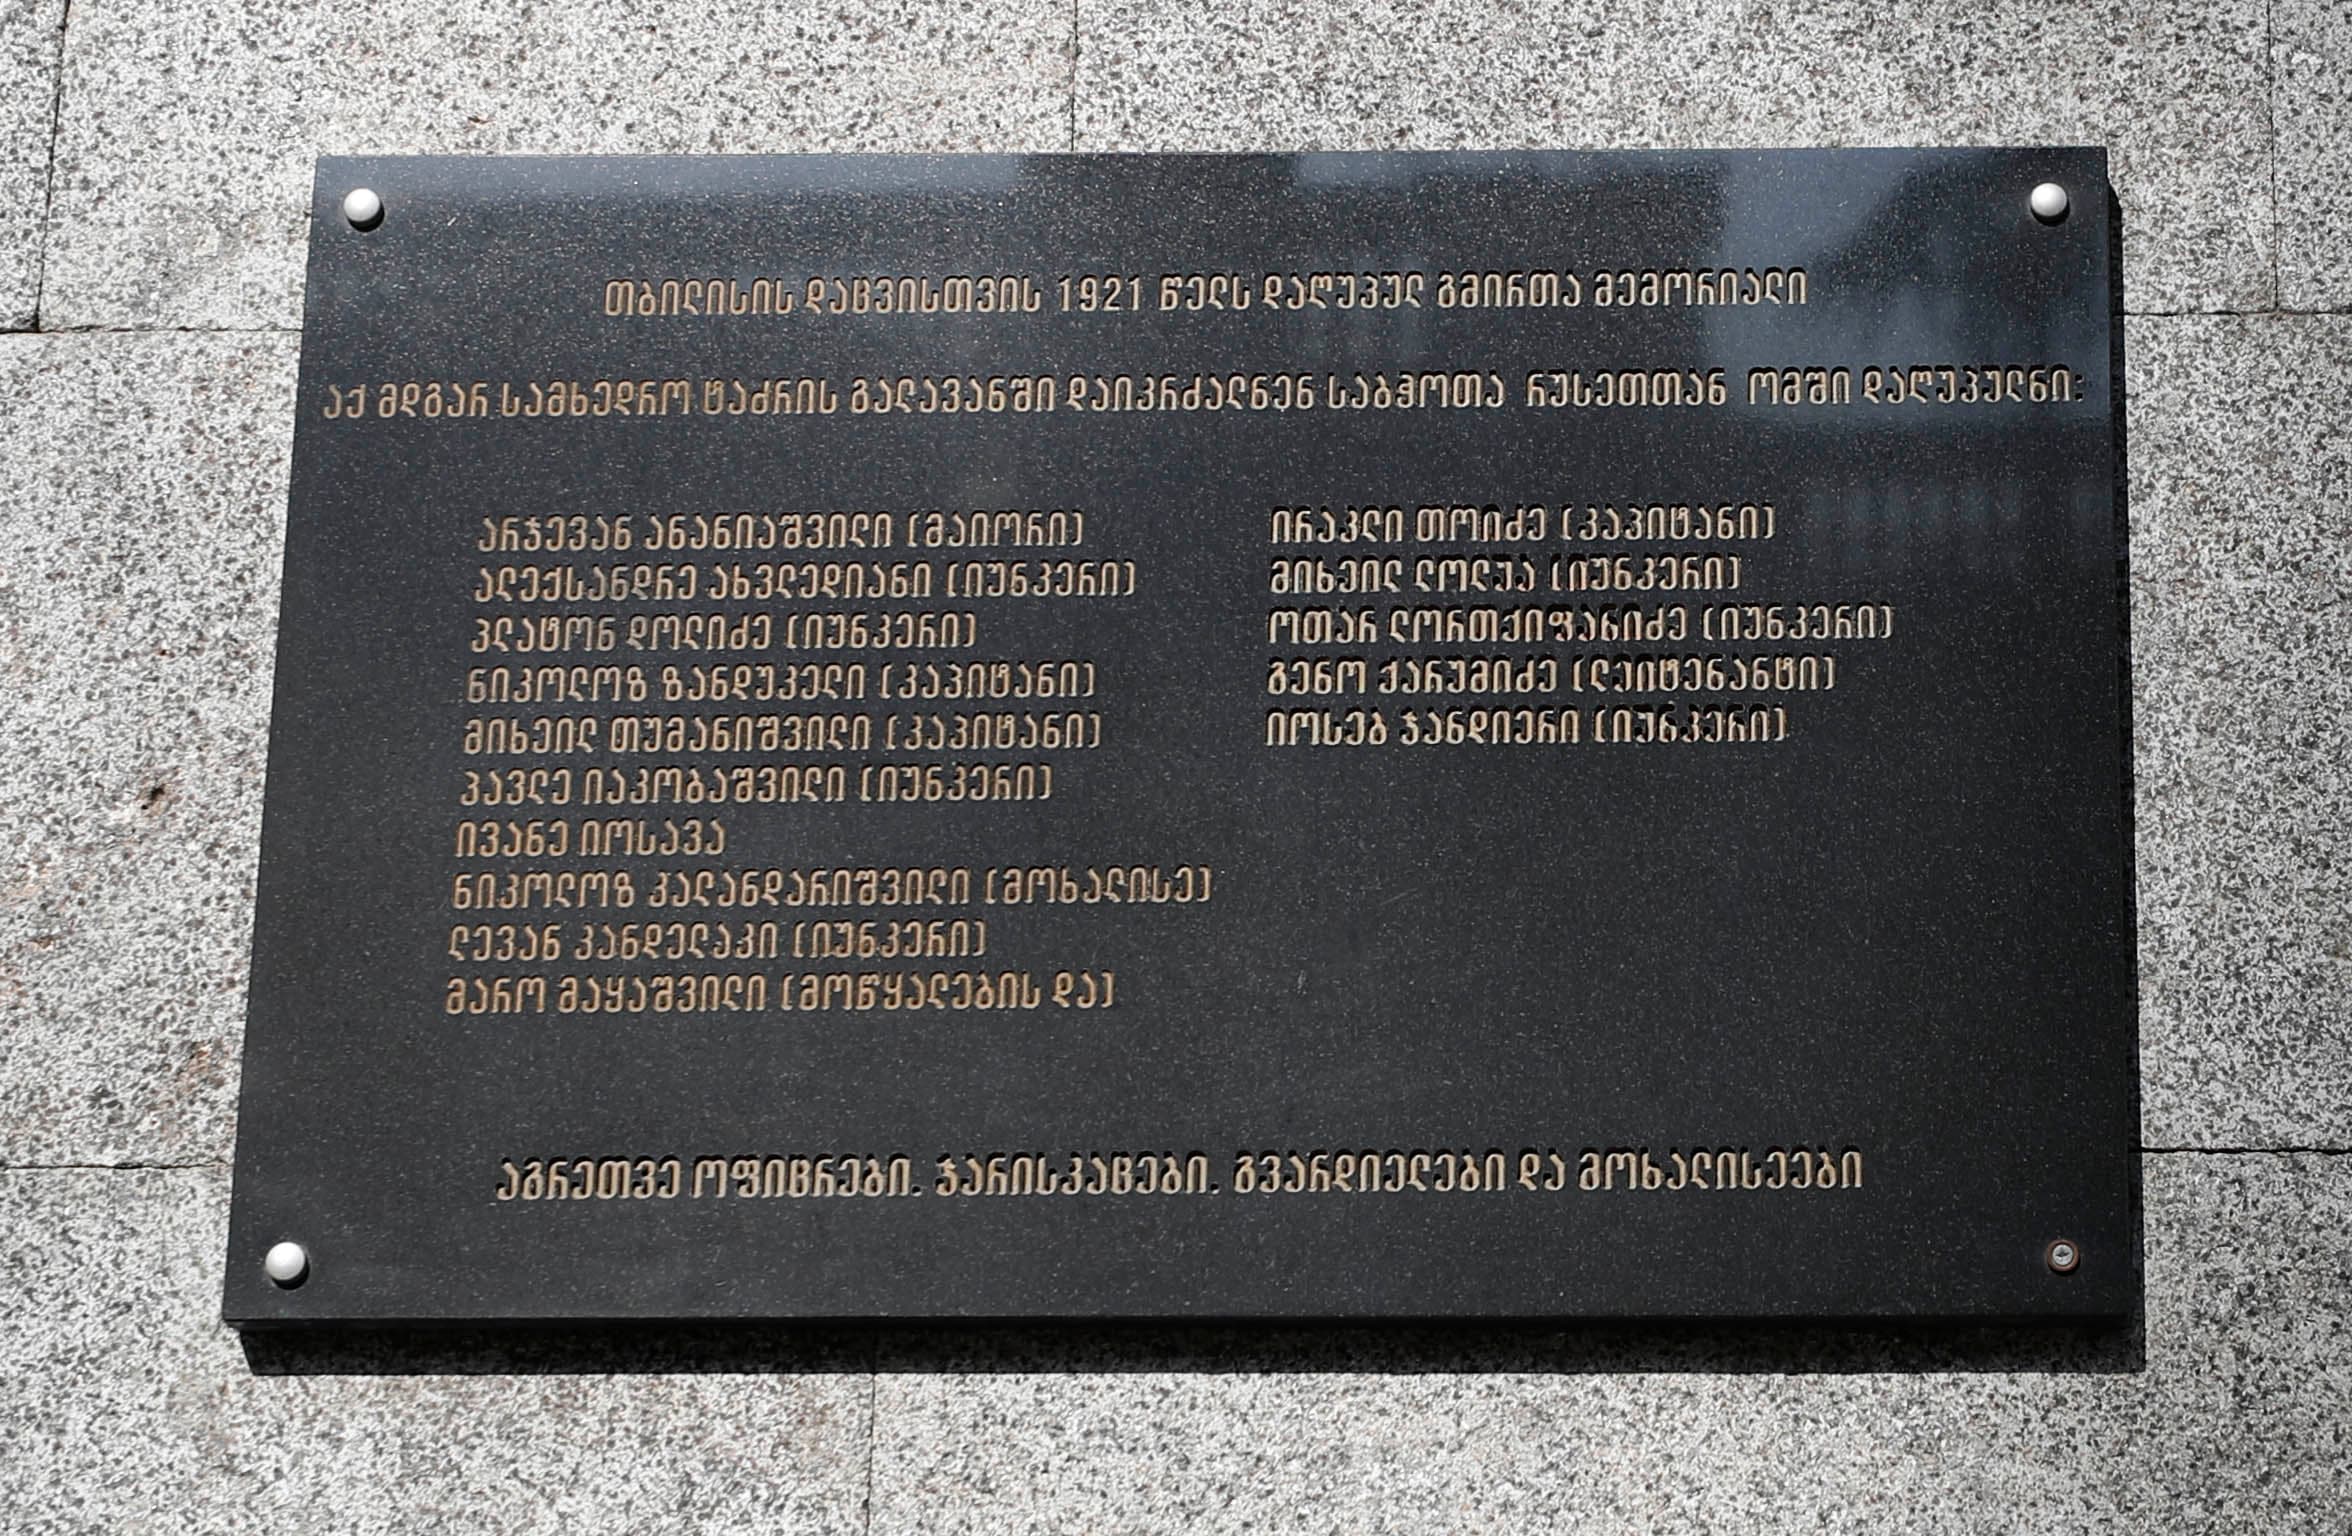 თბილისის დაცვისთვის 1921 წელს დაღუპულ გმირთა მემორიალი
აქ მდგარ სამხედრო ტაძრის გალავანში დაიკრძალნენ საბჭოთა რუსეთთან ომში დაღუპულნი:
არჯევან ანანიაშვილი (მაიორი)
ალექსანდრე ახვლედიანი (იუნკერი)
პლატონ დოლიძე (იუნკერი)
ნიკოლოზ ზანდუკელი (კაპიტანი)
მიხეილ თუმანიშვილი (კაპიტანი)
პავლე იაკობაშვილი (იუნკერი)
ივანე იოსავა
ნიკოლოზ კალანდარიშვილი (მოხალისე)
ლევან კანდელაკი (იუნკერი)
მარო მაყაშვილი (მოწყალების და)
ირაკლი თოიძე (კაპიტანი)
მიხეილ ლოლუა (იუნკერი)
ოთარ ლორთქიფანიძე (იუნკერი)
გენო ქარუმიძე (ლეიტენანტი)
იოსებ ჯანდიერი (იუნკერი)
აგრეთვე ოფიცრები, ჯარისკაცები, გვარდიელები და მოხალისეები